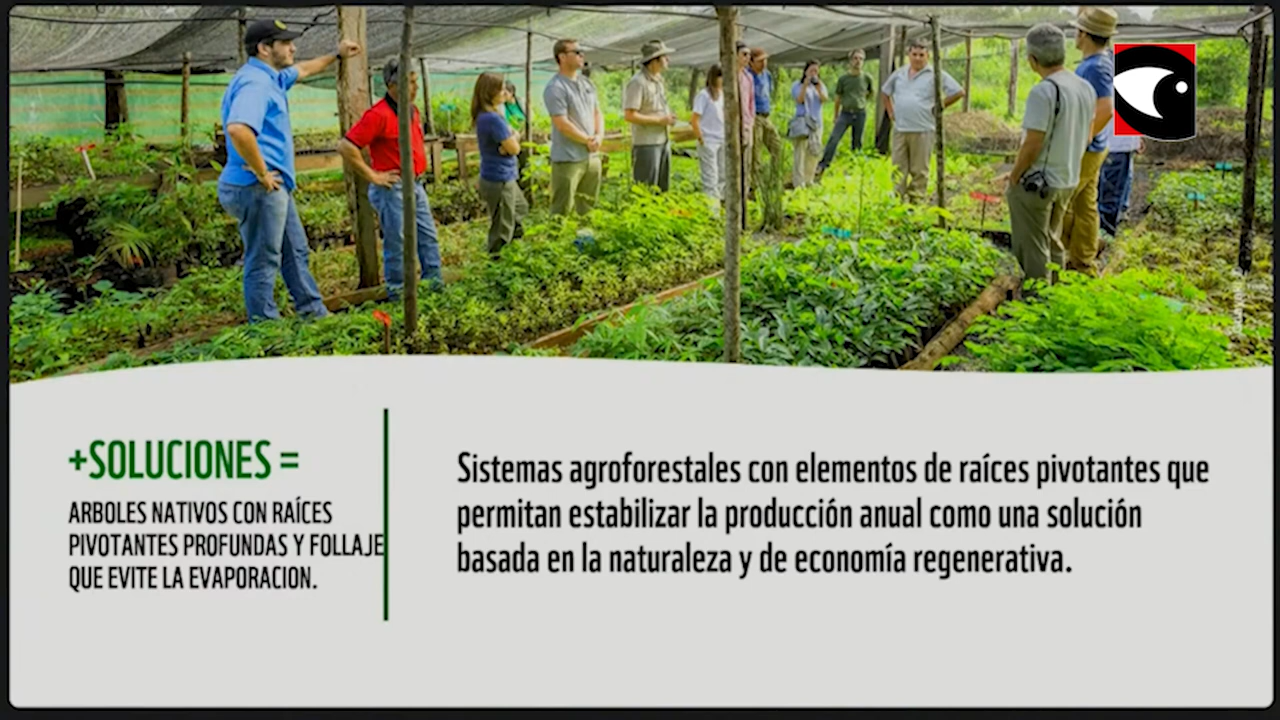 +SOLUCIONES =
ARBOLES NATIVOS CON RAÍCES
PIVOTANTES PROFUNDAS Y FOLLAJE
QUE EVITE LA EVAPORACION.
Sistemas agroforestales con elementos de raíces pivotantes que
permitan estabilizar la producción anual como una solución
basada en la naturaleza y de economía regenerativa.